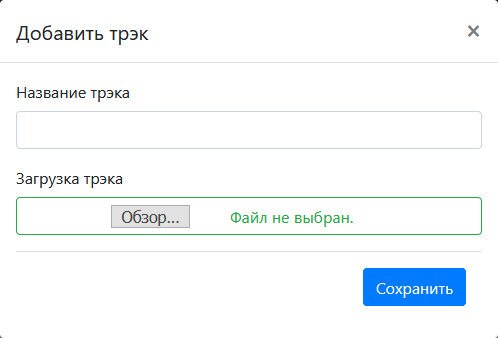 Добавить трэк ×
Название трэка
Загрузка трэка
Обзор... Файл не выбран.
Сохранить